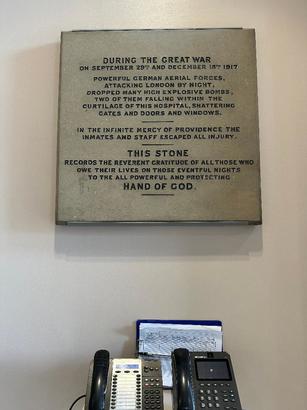 DURING THE GREAT WAR
ON SEPTEMBER 29TH AND DECEMBER 18TH 1917
POWERFUL GERMAN AERIAL FORCES,
ATTACKING LONDON BY NIGHT,
DROPPED MANY HIGH EXPLOSIVE BOMBS,
TWO OF THEM FALLING WITHIN THE
CURTILAGE OF THIS HOSPITAL, SHATTERING
GATES AND DOORS AND WINDOWS.
IN THE INFINITE MERCY OF PROVIDENCE THE
INMATES AND STAFF ESCAPED ALL INJURY.
THIS STONE
RECORDS THE REVERENT GRATITUDE OF ALL THOSE WHO
OWE THEIR LIVES ON THOSE EVENTFUL NIGHTS
TO THE ALL POWERFUL AND PROTECTING
HAND OF GOD.